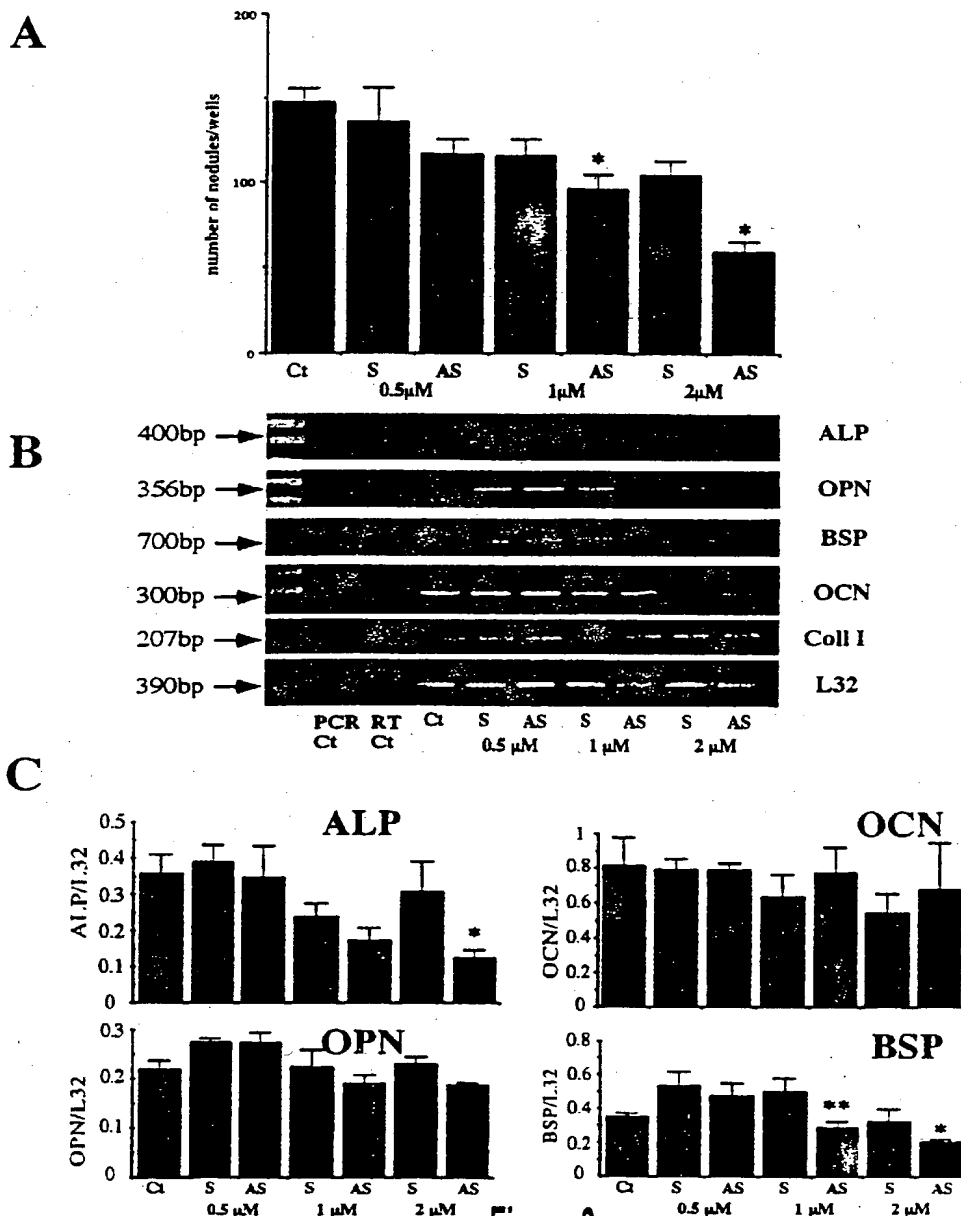 A
200
100
0
number of nodules/wells
*
*
Ct S AS S AS S AS
0.5µM 1µM 2µM
B
400bp ALP
356bp OPN
700bp BSP
300bp OCN
207bp Coll I
390bp L32
PCR Ct RT Ct Ct S AS S AS S AS
0.5 µM 1 µM 2 µM
C
ALP
ALP/L32
0.5
0.4
0.3
0.2
0.1
0
*
OCN
OCN/L32
1
0.8
0.6
0.4
0.2
0
OPN
OPN/L32
0.3
0.2
0.1
0
Ct S AS S AS S AS
0.5 µM 1 µM 2 µM
BSP
BSP/L32
0.8
0.6
0.4
0.2
0
**
*
Ct S AS S AS S AS
0.5 µM 1 µM 2 µM